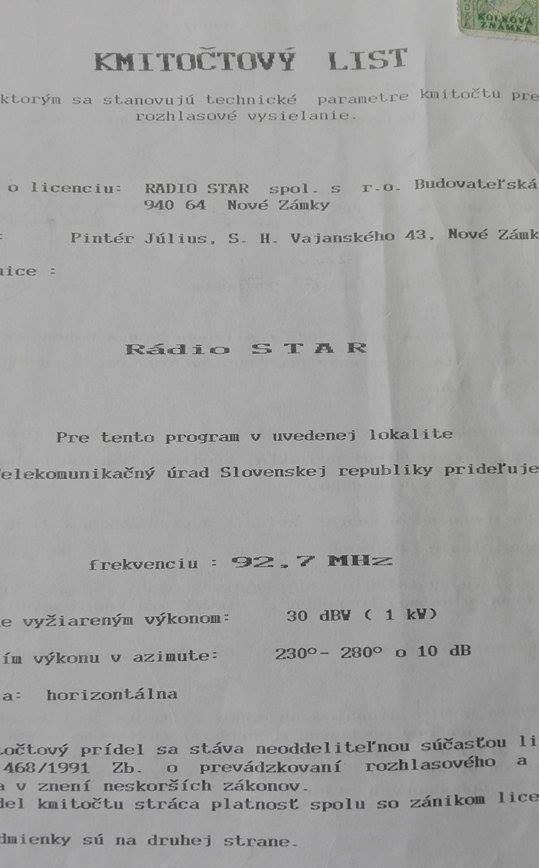 KOLKOVÁ
ZNÁMKA
KMITOČTOVÝ LIST
ktorým sa stanovujú technické parametre kmitočtu pre
rozhlasové vysielanie.
o licenciu: RADIO STAR spol. s r.o. Budovateľská
940 64 Nové Zámky
: Pintér Július, S. H. Vajanského 43, Nové Zámk
nice :
Rádio STAR
Pre tento program v uvedenej lokalite
elekomunikačný úrad Slovenskej republiky prideľuje
frekvenciu : 92,7 MHz
e vyžiareným výkonom: 30 dBW ( 1 kW)
ím výkonu v azimute: 230°- 280° o 10 dB
a: horizontálna
točtový prídel sa stáva neoddeliteľnou súčasťou li
468/1991 Zb. o prevádzkovaní rozhlasového a
a v znení neskorších zákonov.
del kmitočtu stráca platnosť spolu so zánikom lice
dmienky sú na druhej strane.